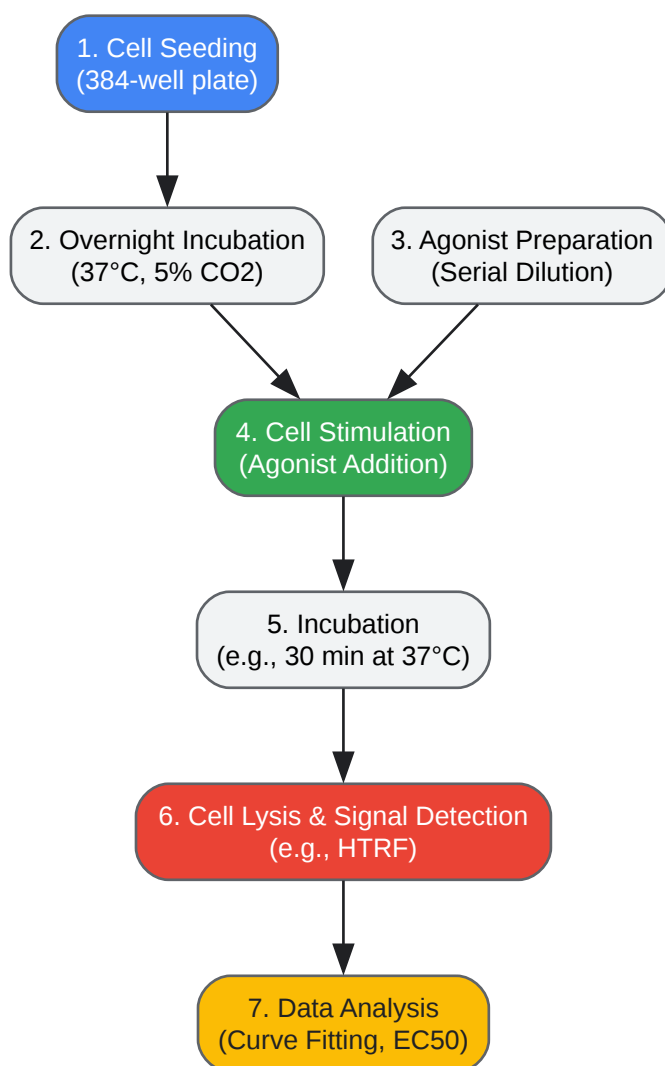 1. Cell Seeding
(384-well plate)
2. Overnight Incubation
(37°C, 5% CO2)
3. Agonist Preparation
(Serial Dilution)
4. Cell Stimulation
(Agonist Addition)
5. Incubation
(e.g., 30 min at 37°C)
6. Cell Lysis & Signal Detection
(e.g., HTRF)
7. Data Analysis
(Curve Fitting, EC50)